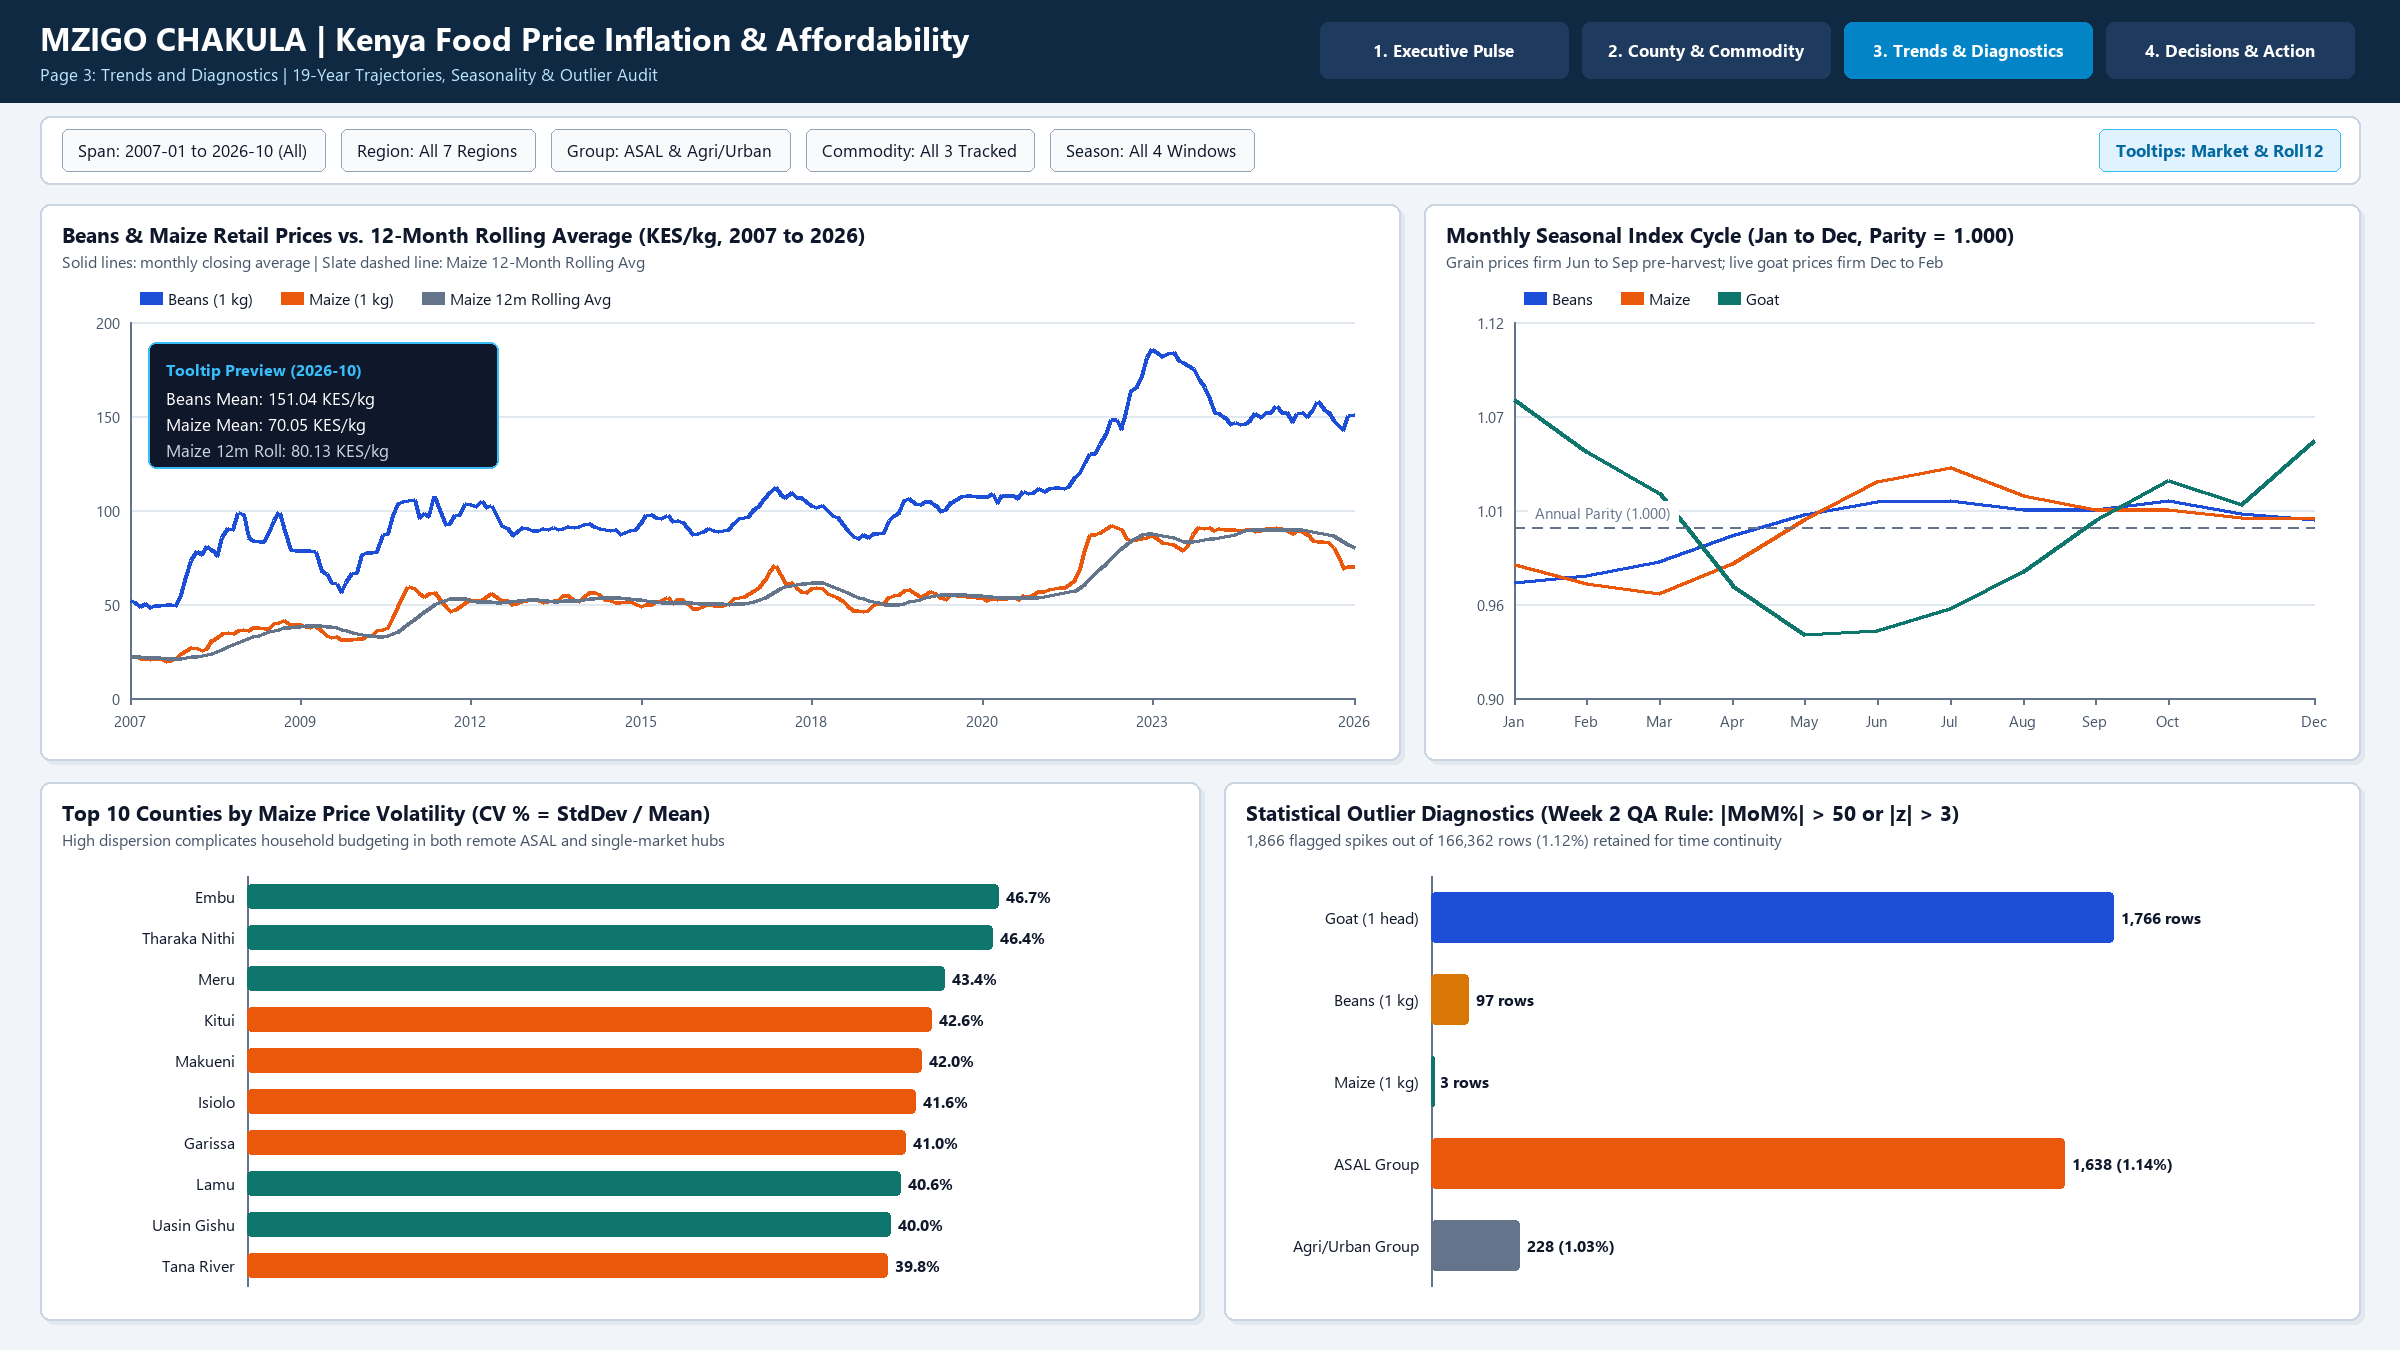 MZIGO CHAKULA | Kenya Food Price Inflation & Affordability
Page 3: Trends and Diagnostics | 19-Year Trajectories, Seasonality & Outlier Audit
1. Executive Pulse
2. County & Commodity
3. Trends & Diagnostics
4. Decisions & Action
Span: 2007-01 to 2026-10 (All)
Region: All 7 Regions
Group: ASAL & Agri/Urban
Commodity: All 3 Tracked
Season: All 4 Windows
Tooltips: Market & Roll12
Beans & Maize Retail Prices vs. 12-Month Rolling Average (KES/kg, 2007 to 2026)
Solid lines: monthly closing average | Slate dashed line: Maize 12-Month Rolling Avg
Beans (1 kg)
Maize (1 kg)
Maize 12m Rolling Avg
200
150
100
50
0
Tooltip Preview (2026-10)
Beans Mean: 151.04 KES/kg
Maize Mean: 70.05 KES/kg
Maize 12m Roll: 80.13 KES/kg
2007
2009
2012
2015
2018
2020
2023
2026
Monthly Seasonal Index Cycle (Jan to Dec, Parity = 1.000)
Grain prices firm Jun to Sep pre-harvest; live goat prices firm Dec to Feb
Beans
Maize
Goat
1.12
1.07
1.01
0.96
0.90
Annual Parity (1.000)
Jan
Feb
Mar
Apr
May
Jun
Jul
Aug
Sep
Oct
Dec
Top 10 Counties by Maize Price Volatility (CV % = StdDev / Mean)
High dispersion complicates household budgeting in both remote ASAL and single-market hubs
Embu 46.7%
Tharaka Nithi 46.4%
Meru 43.4%
Kitui 42.6%
Makueni 42.0%
Isiolo 41.6%
Garissa 41.0%
Lamu 40.6%
Uasin Gishu 40.0%
Tana River 39.8%
Statistical Outlier Diagnostics (Week 2 QA Rule: |MoM%| > 50 or |z| > 3)
1,866 flagged spikes out of 166,362 rows (1.12%) retained for time continuity
Goat (1 head) 1,766 rows
Beans (1 kg) 97 rows
Maize (1 kg) 3 rows
ASAL Group 1,638 (1.14%)
Agri/Urban Group 228 (1.03%)